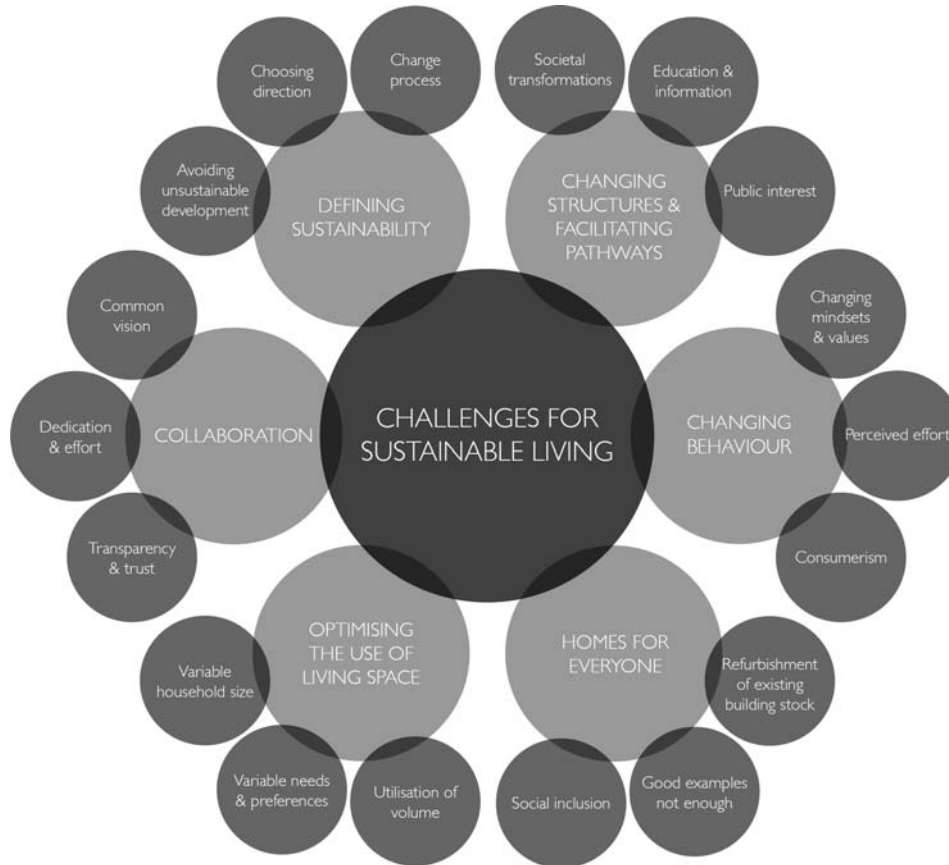 CHALLENGES FOR
SUSTAINABLE LIVING
DEFINING
SUSTAINABILITY
Avoiding
unsustainable
development
Choosing
direction
Change
process
CHANGING
STRUCTURES &
FACILITATING
PATHWAYS
Societal
transformations
Education &
information
Public interest
CHANGING
BEHAVIOUR
Changing
mindsets
& values
Perceived effort
Consumerism
HOMES FOR
EVERYONE
Refurbishment
of existing
building stock
Good examples
not enough
Social inclusion
OPTIMISING
THE USE OF
LIVING SPACE
Utilisation of
volume
Variable needs
& preferences
Variable
household size
COLLABORATION
Transparency
& trust
Dedication
& effort
Common
vision